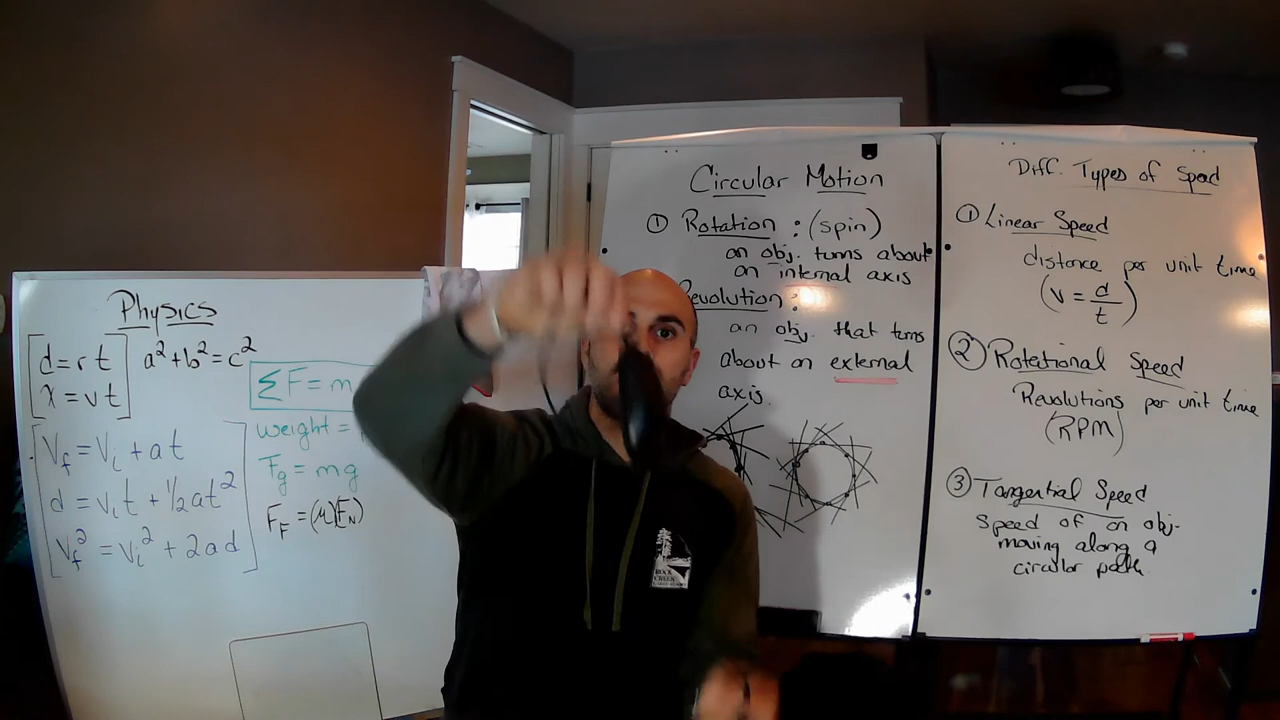 Physics
d = r t
x = v t
a² + b² = c²
ΣF = m
weight =
F_g = mg
F_F = (μ)(F_N)
V_f = V_i + at
d = v_i t + 1/2 at²
V_f² = V_i² + 2ad
Circular Motion
① Rotation : (spin)
an obj. turns about
an internal axis
Revolution :
an obj. that turns
about an external
axis.
Diff. Types of Speed
① Linear Speed
distance per unit time
(V = d/t)
② Rotational Speed
Revolutions per unit time
(RPM)
③ Tangential Speed
Speed of an obj.
moving along a
circular path.
ROCK
CREEK